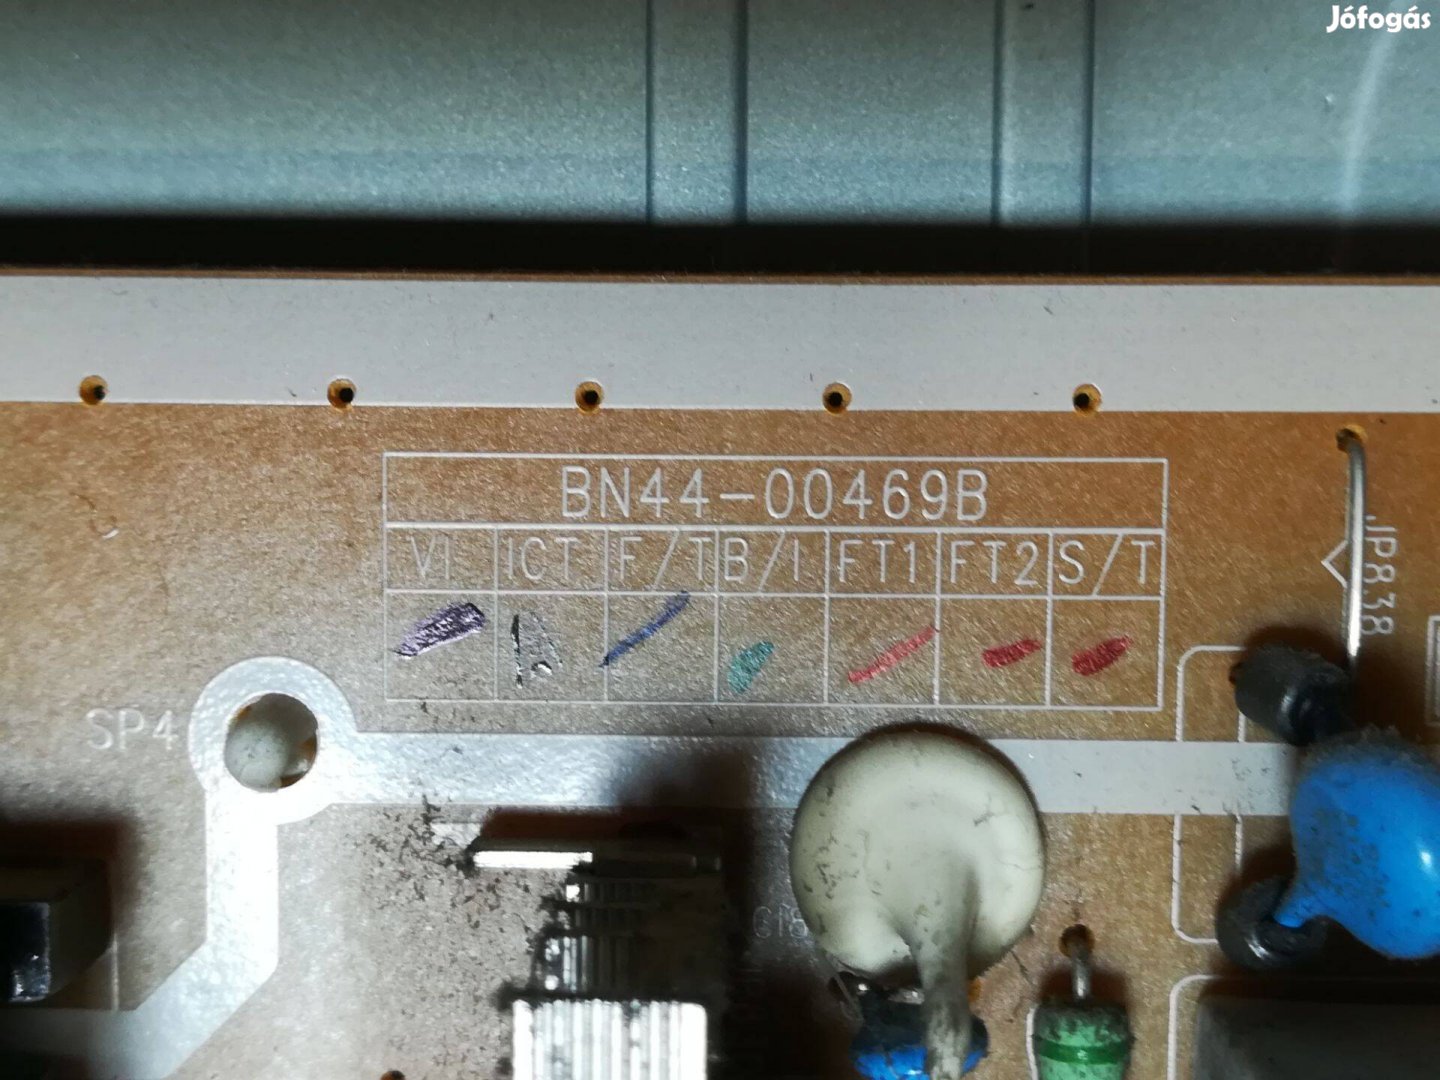 Jófogás
BN44-00469B
VI ICT F/T B/I FT1 FT2 S/T
JP838
SP4